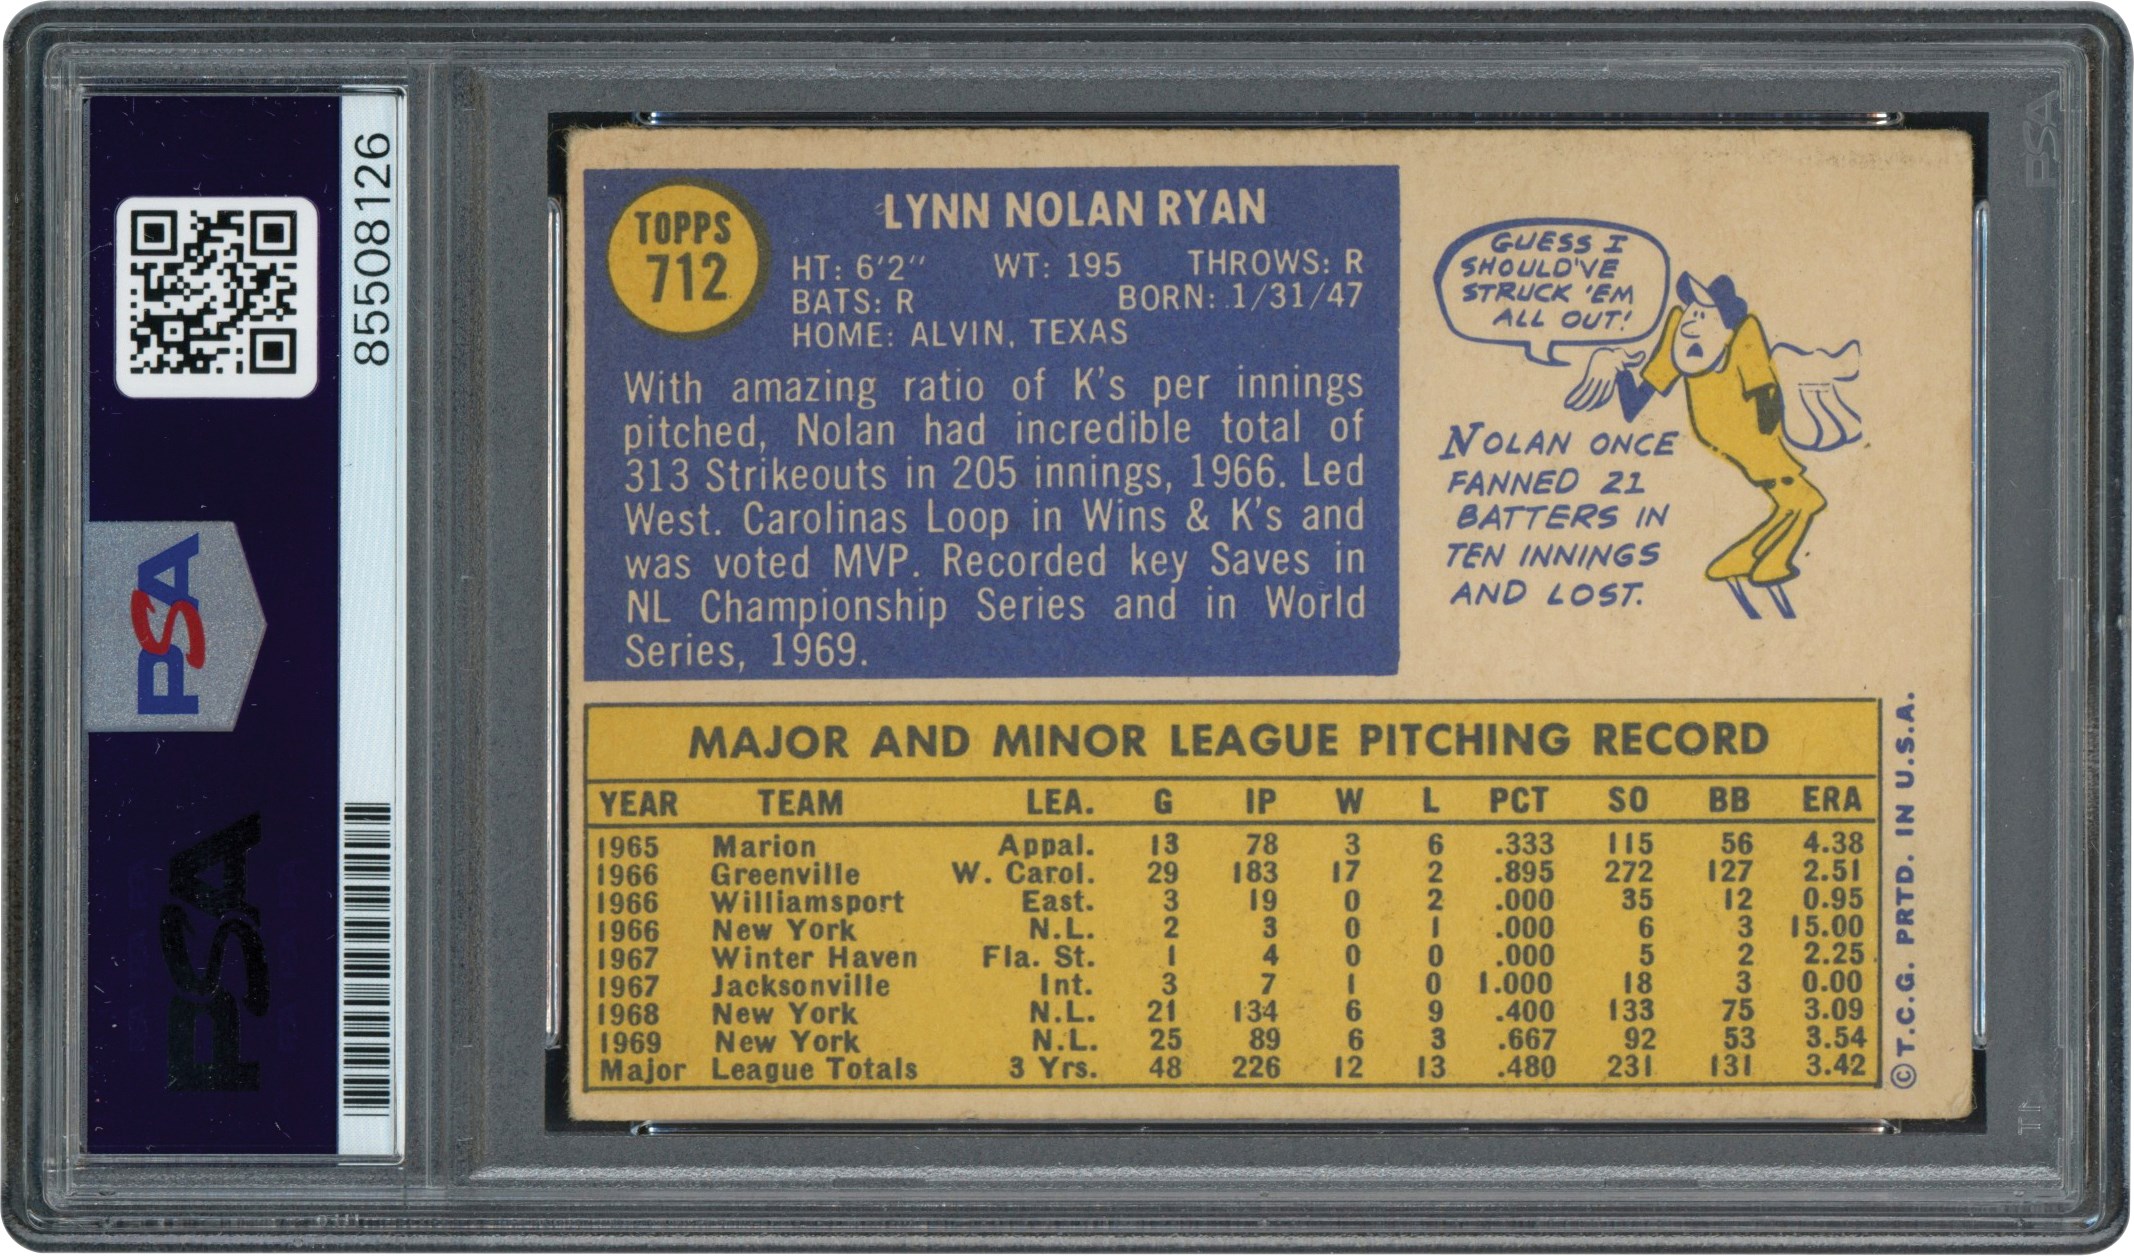 85508126
PSA
PSA
PSA
TOPPS
712
LYNN NOLAN RYAN
HT: 6'2" WT: 195 THROWS: R
BATS: R BORN: 1/31/47
HOME: ALVIN, TEXAS
With amazing ratio of K's per innings
pitched, Nolan had incredible total of
313 Strikeouts in 205 innings, 1966. Led
West. Carolinas Loop in Wins & K's and
was voted MVP. Recorded key Saves in
NL Championship Series and in World
Series, 1969.
GUESS I
SHOULD'VE
STRUCK 'EM
ALL OUT!
NOLAN ONCE
FANNED 21
BATTERS IN
TEN INNINGS
AND LOST.
MAJOR AND MINOR LEAGUE PITCHING RECORD
YEAR TEAM LEA. G IP W L PCT SO BB ERA
1965 Marion Appal. 13 78 3 6 .333 115 56 4.38
1966 Greenville W. Carol. 29 183 17 2 .895 272 127 2.51
1966 Williamsport East. 3 19 0 2 .000 35 12 0.95
1966 New York N.L. 2 3 0 1 .000 6 3 15.00
1967 Winter Haven Fla. St. 1 4 0 0 .000 5 2 2.25
1967 Jacksonville Int. 3 7 1 0 1.000 18 3 0.00
1968 New York N.L. 21 134 6 9 .400 133 75 3.09
1969 New York N.L. 25 89 6 3 .667 92 53 3.54
Major League Totals 3 Yrs. 48 226 12 13 .480 231 131 3.42
© T.C.G. PRTD. IN U.S.A.